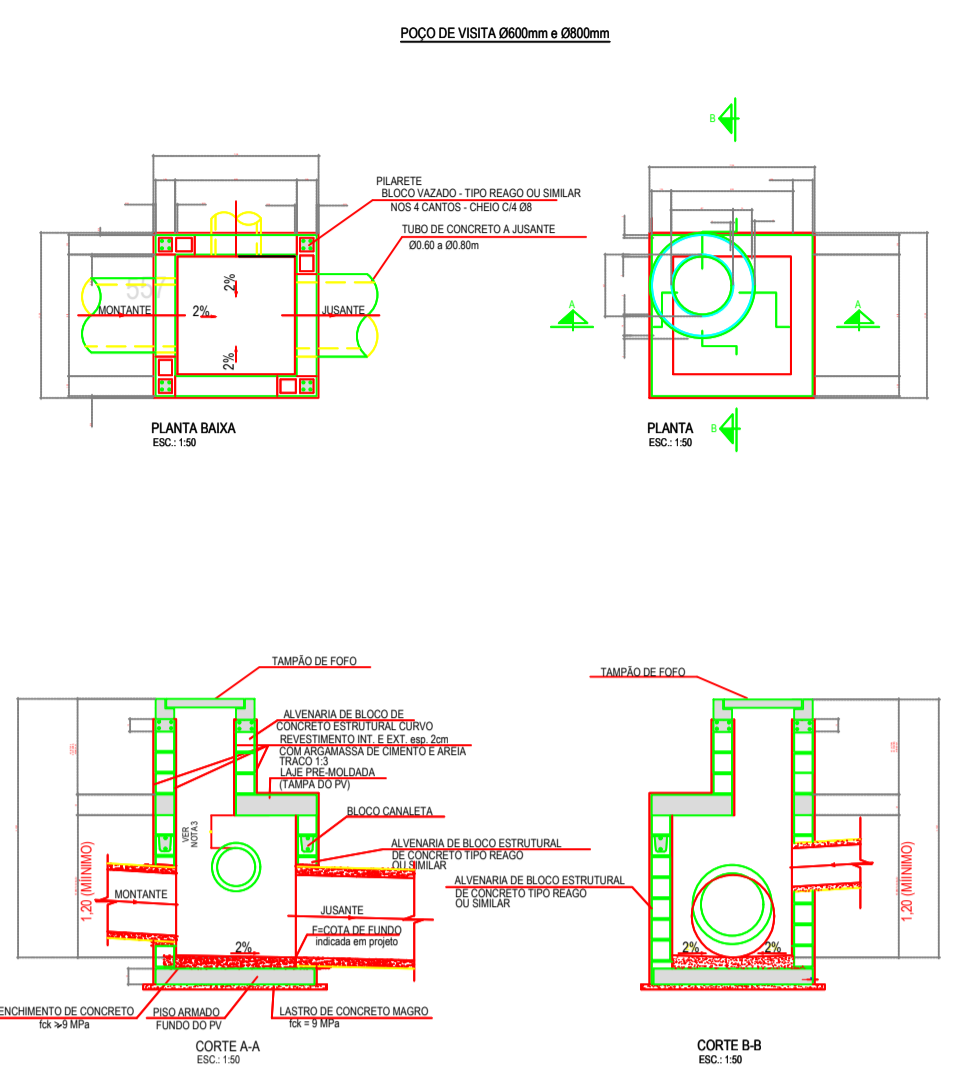 POÇO DE VISITA Ø600mm e Ø800mm
B
PILARETE
BLOCO VAZADO - TIPO REAGO OU SIMILAR
NOS 4 CANTOS - CHEIO C/4 Ø8
TUBO DE CONCRETO A JUSANTE
Ø0.60 a Ø0.80m
557
MONTANTE
2%
2%
2%
JUSANTE
A
A
PLANTA BAIXA
ESC.: 1:50
PLANTA
ESC.: 1:50
B
TAMPÃO DE FOFO
ALVENARIA DE BLOCO DE
CONCRETO ESTRUTURAL CURVO
REVESTIMENTO INT. E EXT. esp. 2cm
COM ARGAMASSA DE CIMENTO E AREIA
TRACO 1:3
LAJE PRE-MOLDADA
(TAMPA DO PV)
BLOCO CANALETA
VER
NOTA 3
ALVENARIA DE BLOCO ESTRUTURAL
DE CONCRETO TIPO REAGO
OU SIMILAR
1,20 (MIÍNIMO)
MONTANTE
JUSANTE
F=COTA DE FUNDO
indicada em projeto
2%
ENCHIMENTO DE CONCRETO
fck >9 MPa
PISO ARMADO
FUNDO DO PV
LASTRO DE CONCRETO MAGRO
fck = 9 MPa
CORTE A-A
ESC.: 1:50
TAMPÃO DE FOFO
ALVENARIA DE BLOCO ESTRUTURAL
DE CONCRETO TIPO REAGO
OU SIMILAR
2%
2%
1,20 (MIÍNIMO)
CORTE B-B
ESC.: 1:50